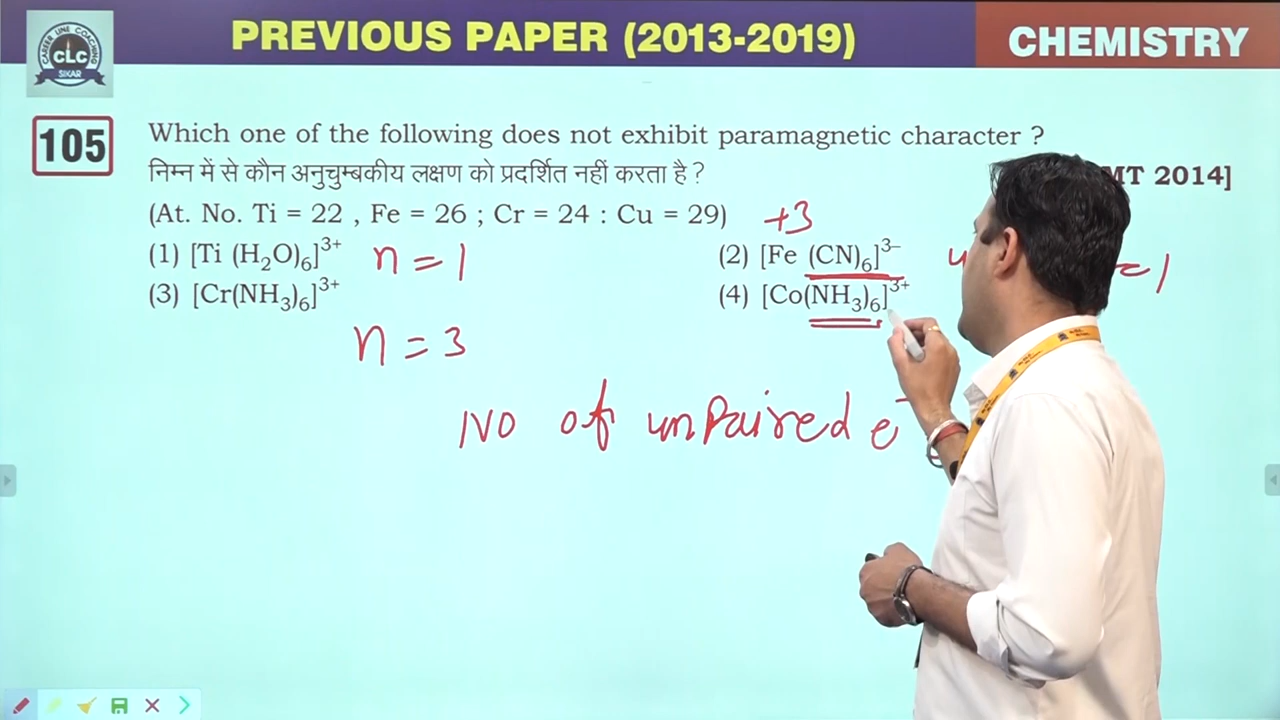 PREVIOUS PAPER (2013-2019)
CHEMISTRY
CAREER LINE COACHING
CLC
SIKAR
105
Which one of the following does not exhibit paramagnetic character ?
निम्न में से कौन अनुचुम्बकीय लक्षण को प्रदर्शित नहीं करता है ?
MT 2014]
(At. No. Ti = 22 , Fe = 26 ; Cr = 24 : Cu = 29)
+3
(1) [Ti (H₂O)₆]³⁺
n = 1
(2) [Fe (CN)₆]³⁻
= 1
(3) [Cr(NH₃)₆]³⁺
(4) [Co(NH₃)₆]³⁺
n = 3
No of unpaired e⁻